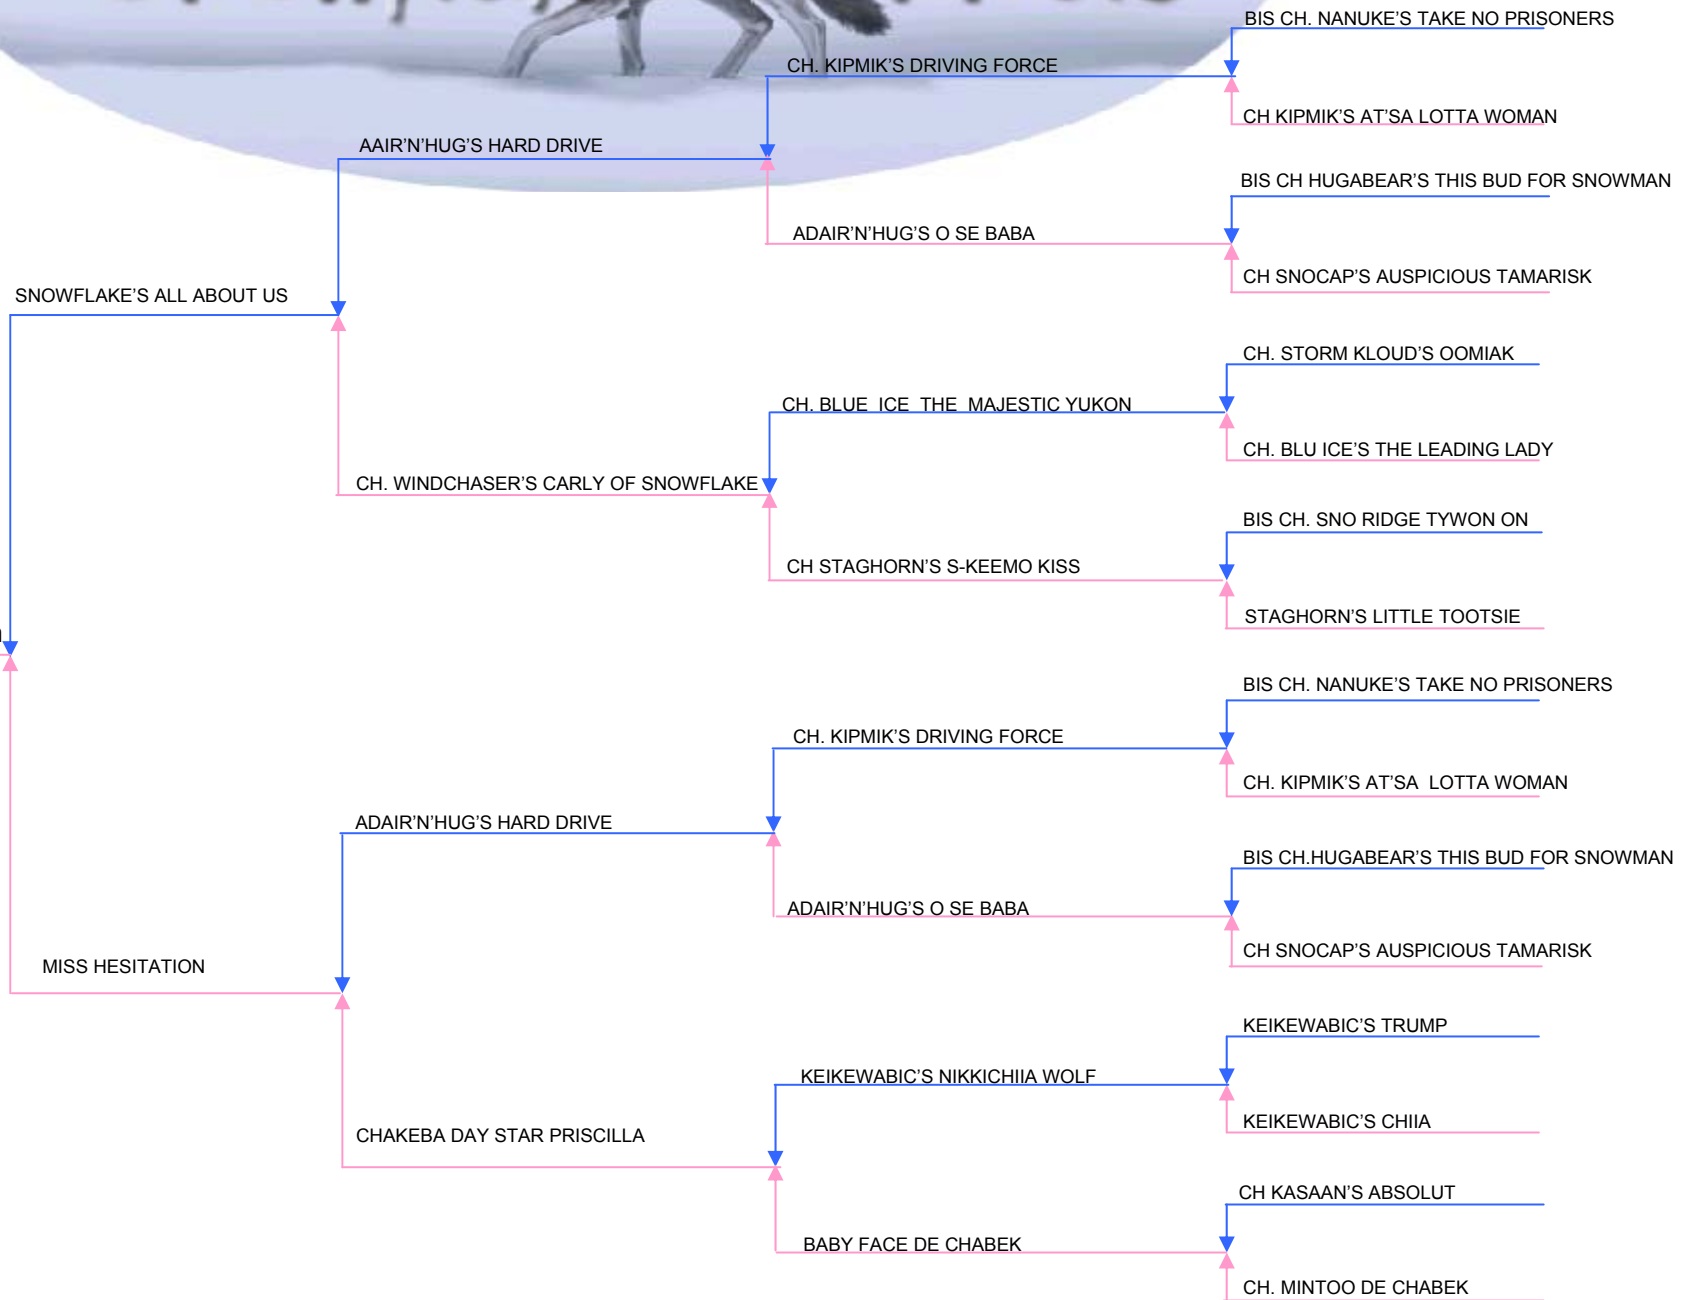 BIS CH. NANUKE'S TAKE NO PRISONERS
CH. KIPMIK'S DRIVING FORCE
CH KIPMIK'S AT'SA LOTTA WOMAN
AAIR'N'HUG'S HARD DRIVE
BIS CH HUGABEAR'S THIS BUD FOR SNOWMAN
ADAIR'N'HUG'S O SE BABA
CH SNOCAP'S AUSPICIOUS TAMARISK
SNOWFLAKE'S ALL ABOUT US
CH. STORM KLOUD'S OOMIAK
CH. BLUE  ICE  THE  MAJESTIC YUKON
CH. BLU ICE'S THE LEADING LADY
CH. WINDCHASER'S CARLY OF SNOWFLAKE
BIS CH. SNO RIDGE TYWON ON
CH STAGHORN'S S-KEEMO KISS
STAGHORN'S LITTLE TOOTSIE
BIS CH. NANUKE'S TAKE NO PRISONERS
CH. KIPMIK'S DRIVING FORCE
CH. KIPMIK'S AT'SA  LOTTA WOMAN
ADAIR'N'HUG'S HARD DRIVE
BIS CH.HUGABEAR'S THIS BUD FOR SNOWMAN
ADAIR'N'HUG'S O SE BABA
CH SNOCAP'S AUSPICIOUS TAMARISK
MISS HESITATION
KEIKEWABIC'S TRUMP
KEIKEWABIC'S NIKKICHIIA WOLF
KEIKEWABIC'S CHIIA
CHAKEBA DAY STAR PRISCILLA
CH KASAAN'S ABSOLUT
BABY FACE DE CHABEK
CH. MINTOO DE CHABEK